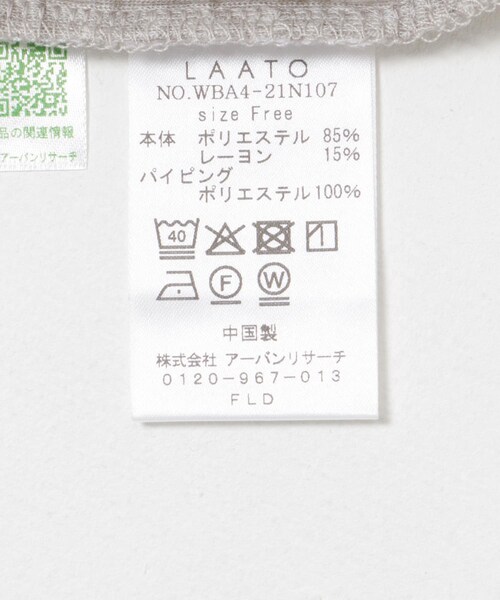 LAATO
NO.WBA4-21N107
size Free
本体 ポリエステル 85%
レーヨン 15%
パイピング
ポリエステル 100%
40
F W
中国製
株式会社 アーバンリサーチ
0120-967-013
FLD
品の関連情報
アーバンリサーチ